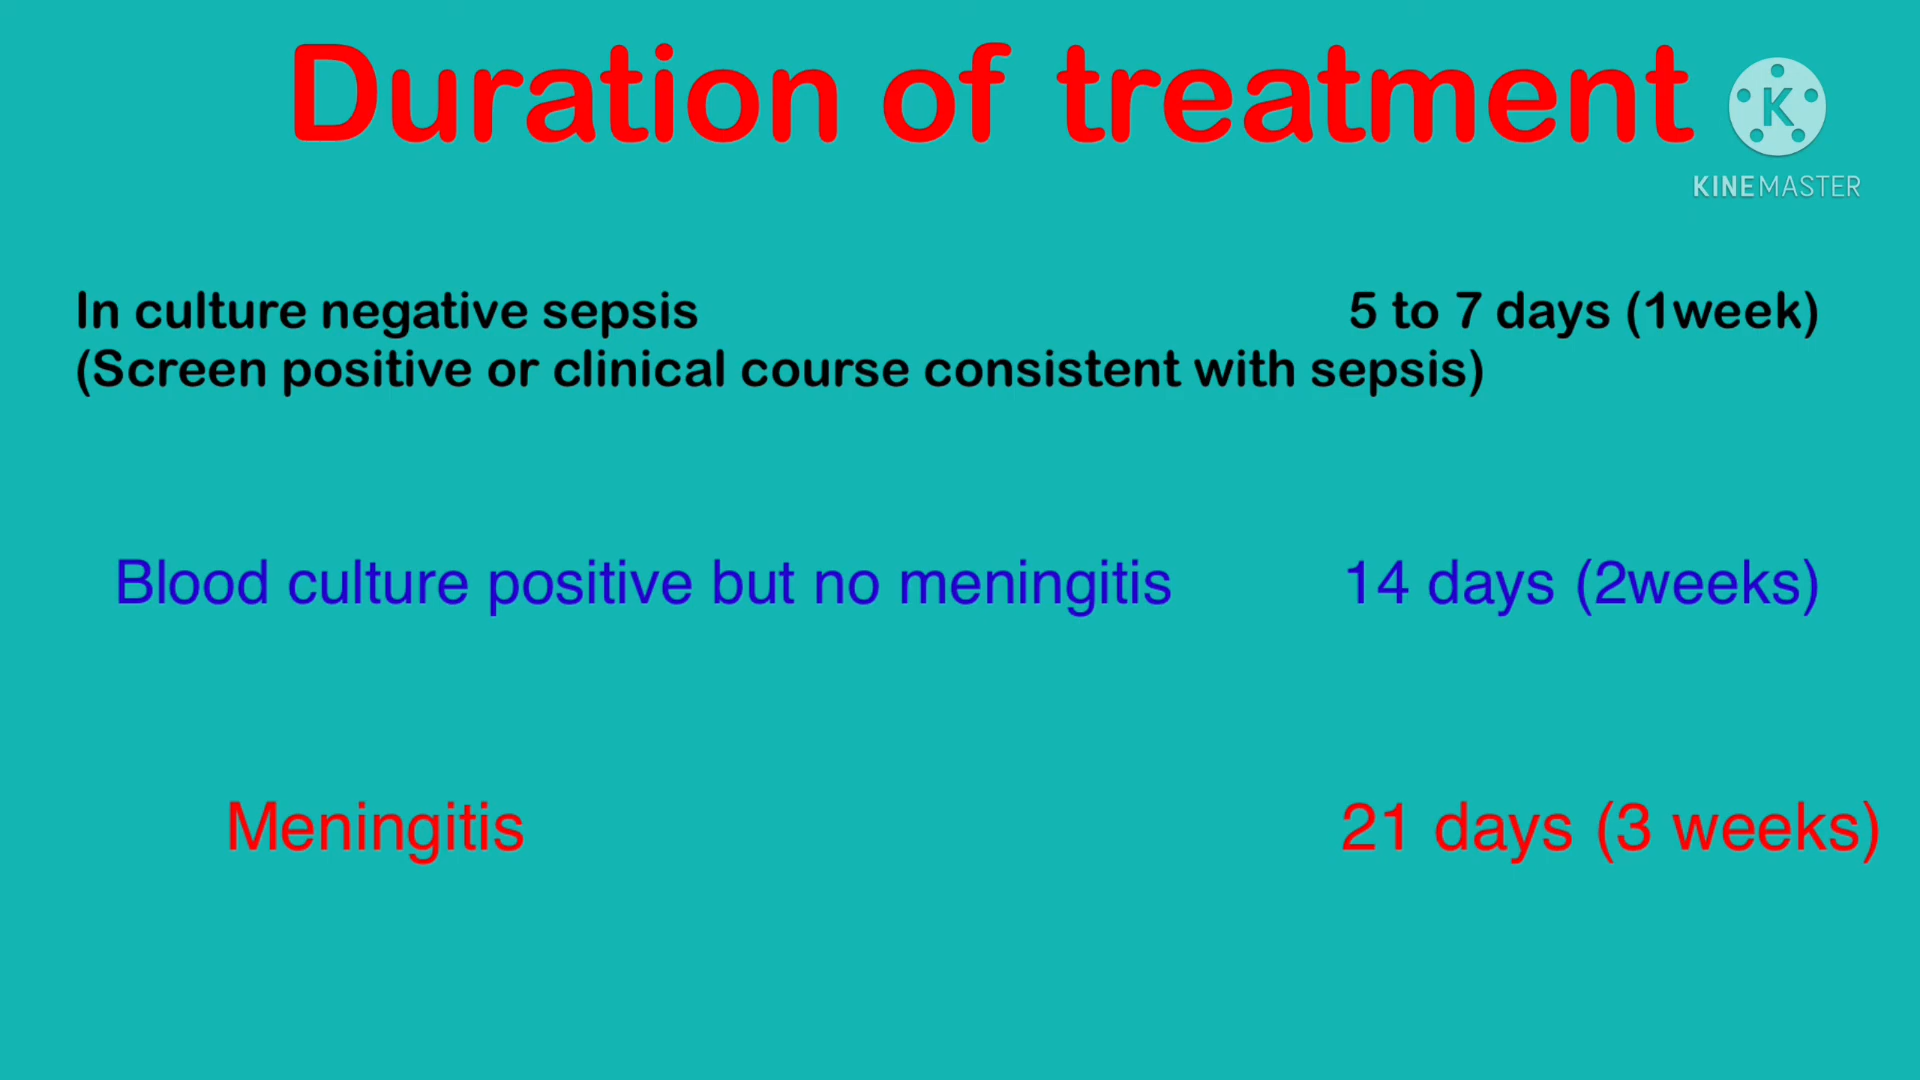 Duration of treatment
K
KINEMASTER
In culture negative sepsis 5 to 7 days (1week)
(Screen positive or clinical course consistent with sepsis)
Blood culture positive but no meningitis 14 days (2weeks)
Meningitis 21 days (3 weeks)